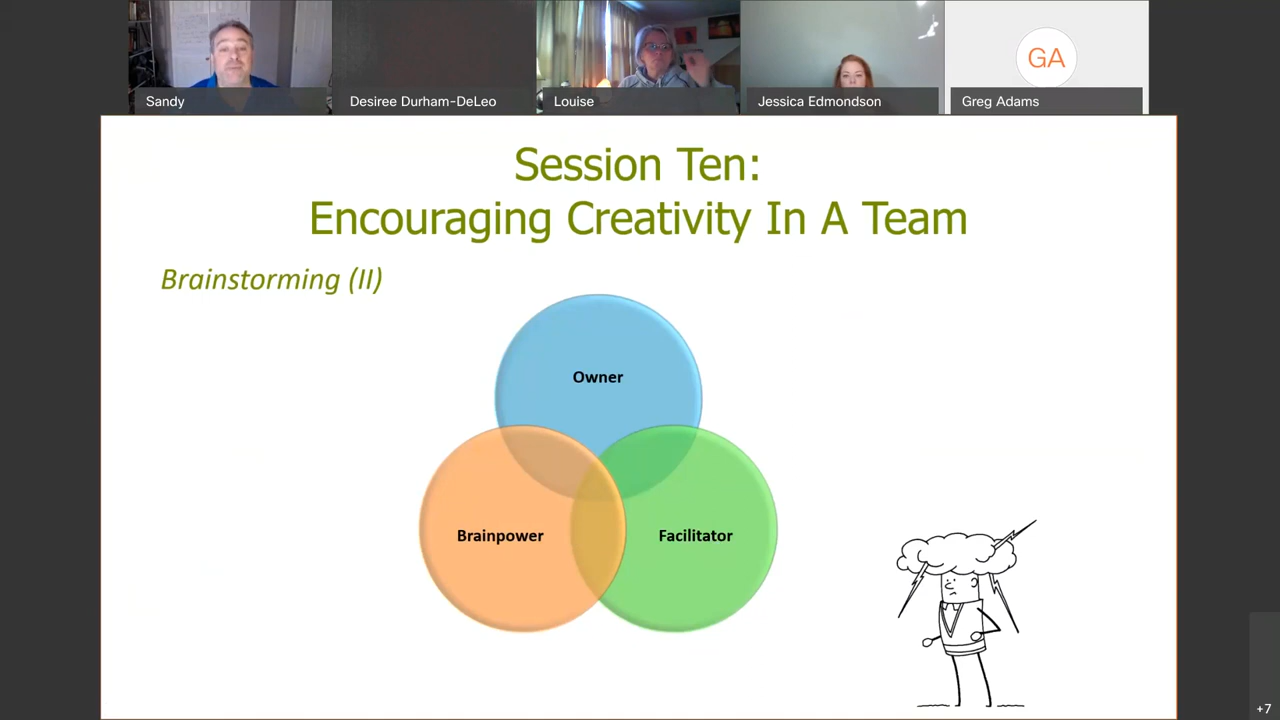 Sandy
Desiree Durham-DeLeo
Louise
Jessica Edmondson
GA
Greg Adams
Session Ten:
Encouraging Creativity In A Team
Brainstorming (II)
Owner
Brainpower
Facilitator
+7